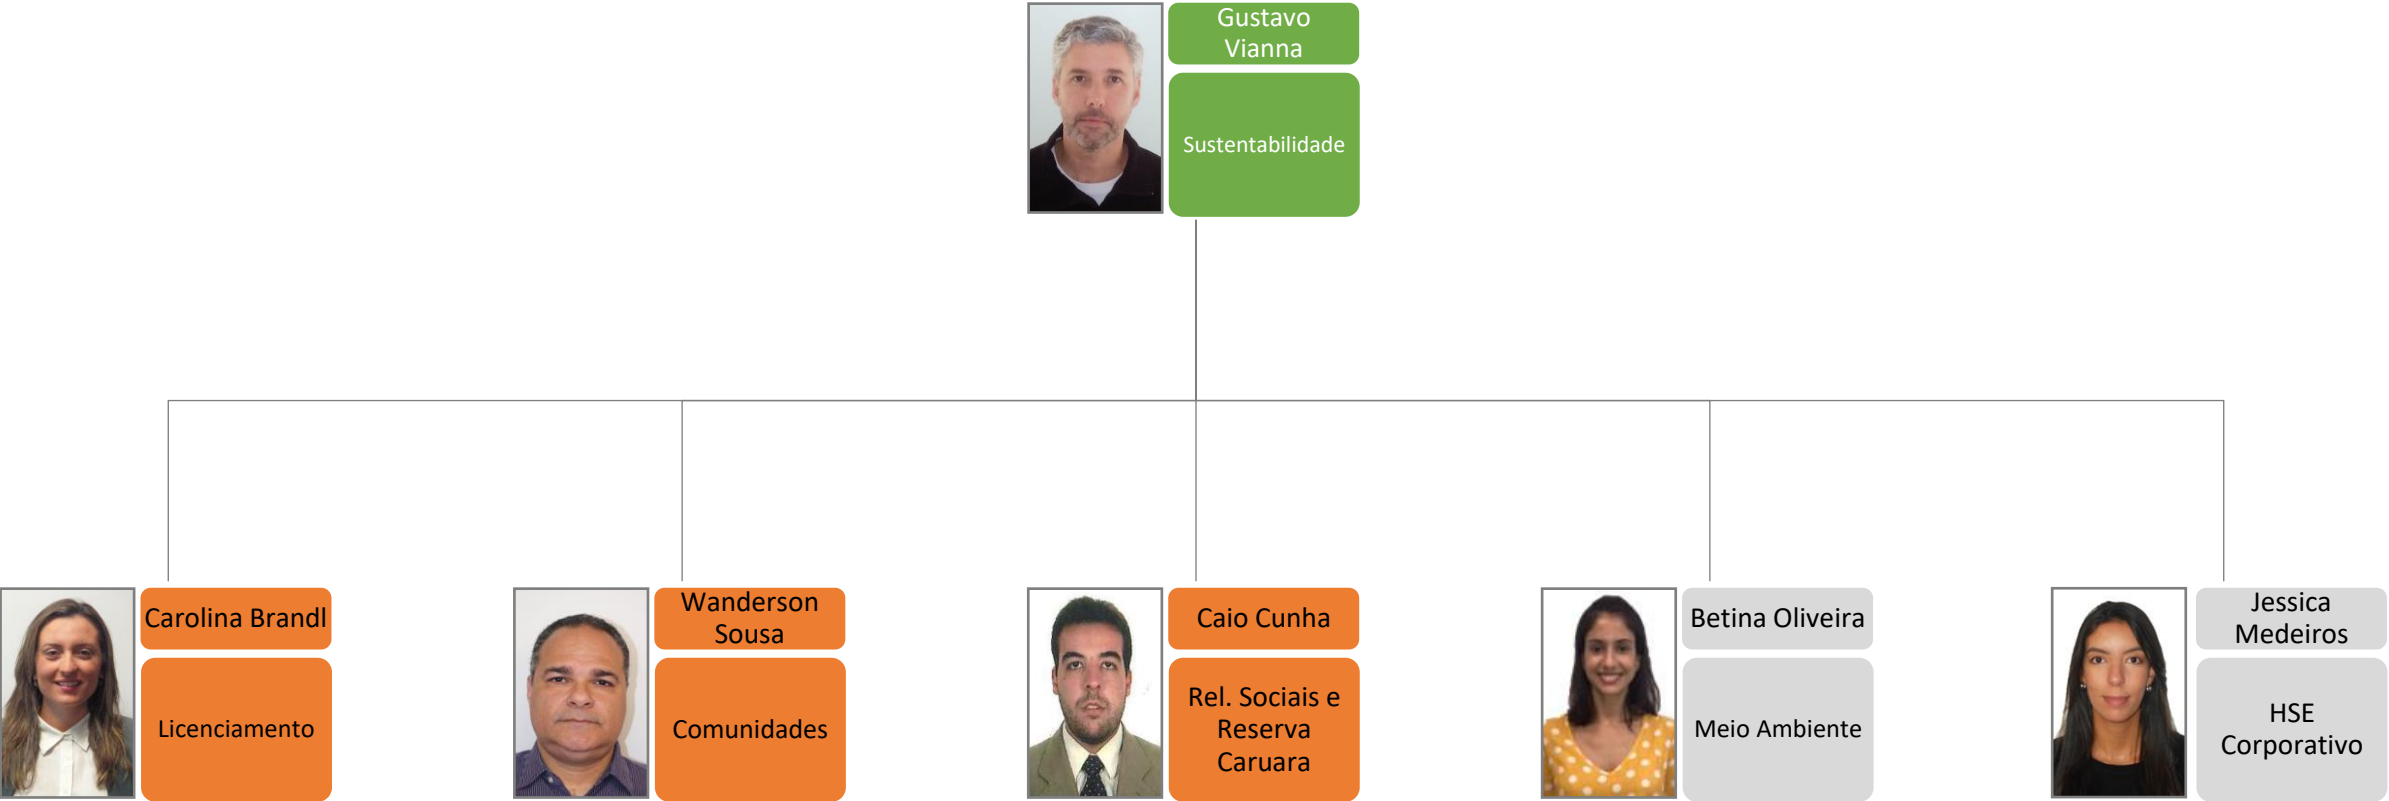 Gustavo
Vianna
Sustentabilidade
Carolina Brandl
Licenciamento
Wanderson
Sousa
Comunidades
Caio Cunha
Rel. Sociais e
Reserva
Caruara
Betina Oliveira
Meio Ambiente
Jessica
Medeiros
HSE
Corporativo